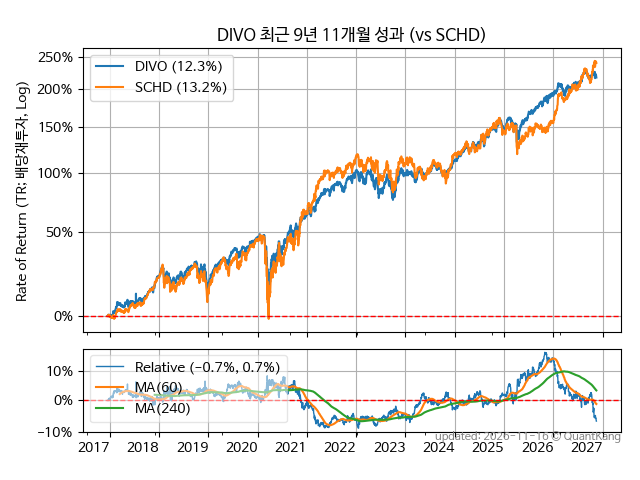 DIVO 최근 9년 11개월 성과 (vs SCHD)
Rate of Return (TR; 배당재투자, Log)
250%
200%
150%
100%
50%
0%
DIVO (12.3%)
SCHD (13.2%)
10%
0%
−10%
Relative (−0.7%, 0.7%)
MA(60)
MA(240)
2017 2018 2019 2020 2021 2022 2023 2024 2025 2026 2027
updated: 2026-11-16 © QuantKang